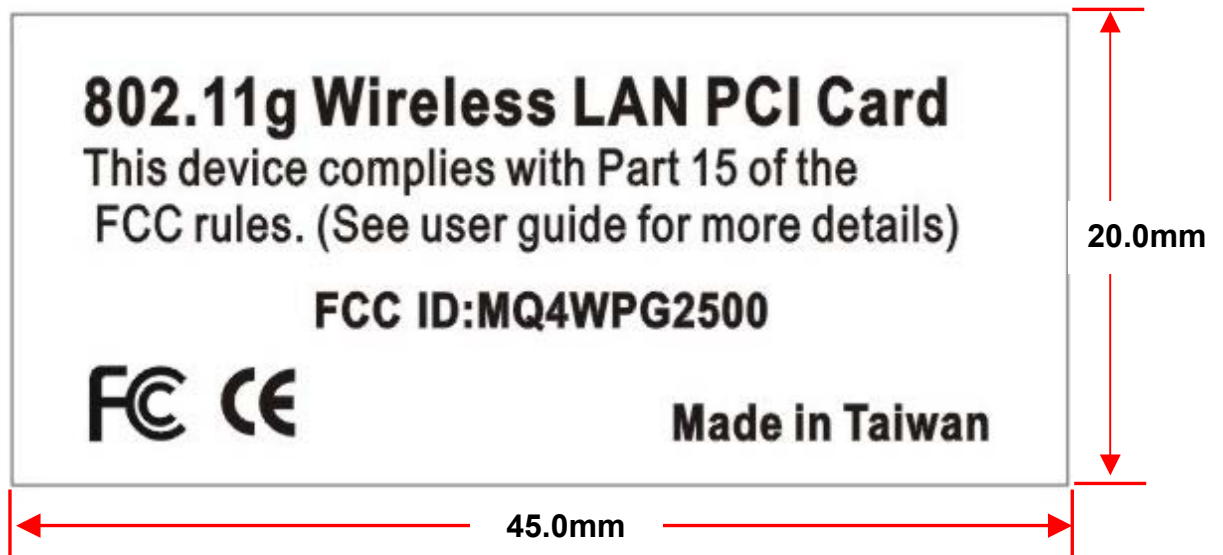 802.11g Wireless LAN PCI Card
This device complies with Part 15 of the
FCC rules. (See user guide for more details)
20.0mm
FCC ID:MQ4WPG2500
FC CE
Made in Taiwan
45.0mm